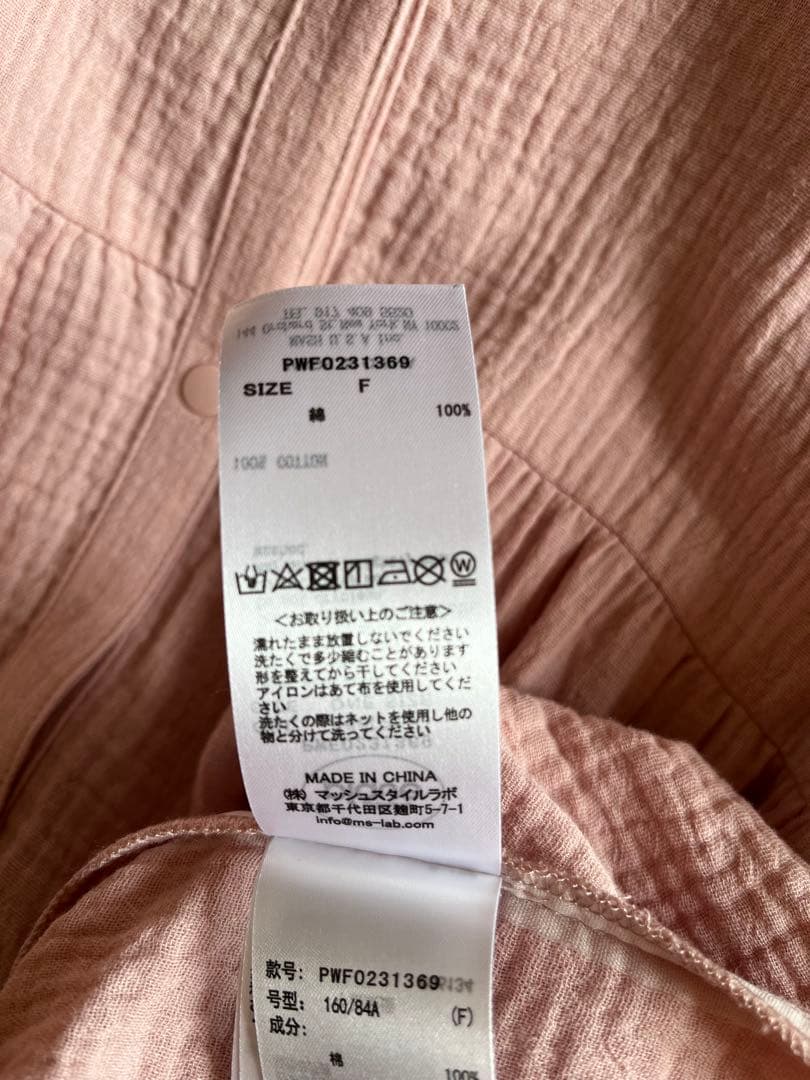 PWFO231369
SIZE F
綿 100%
<お取り扱い上のご注意>
濡れたまま放置しないでください
洗たくで多少縮むことがあります
形を整えてから干してください
アイロンはあて布を使用してくだ
さい
洗たくの際はネットを使用し他の
物と分けて洗ってください
MADE IN CHINA
(株) マッシュスタイルラボ
東京都千代田区麹町5-7-1
info@ms-lab.com
款号: PWFO231369
号型: 160/84A (F)
成分:
棉 100%